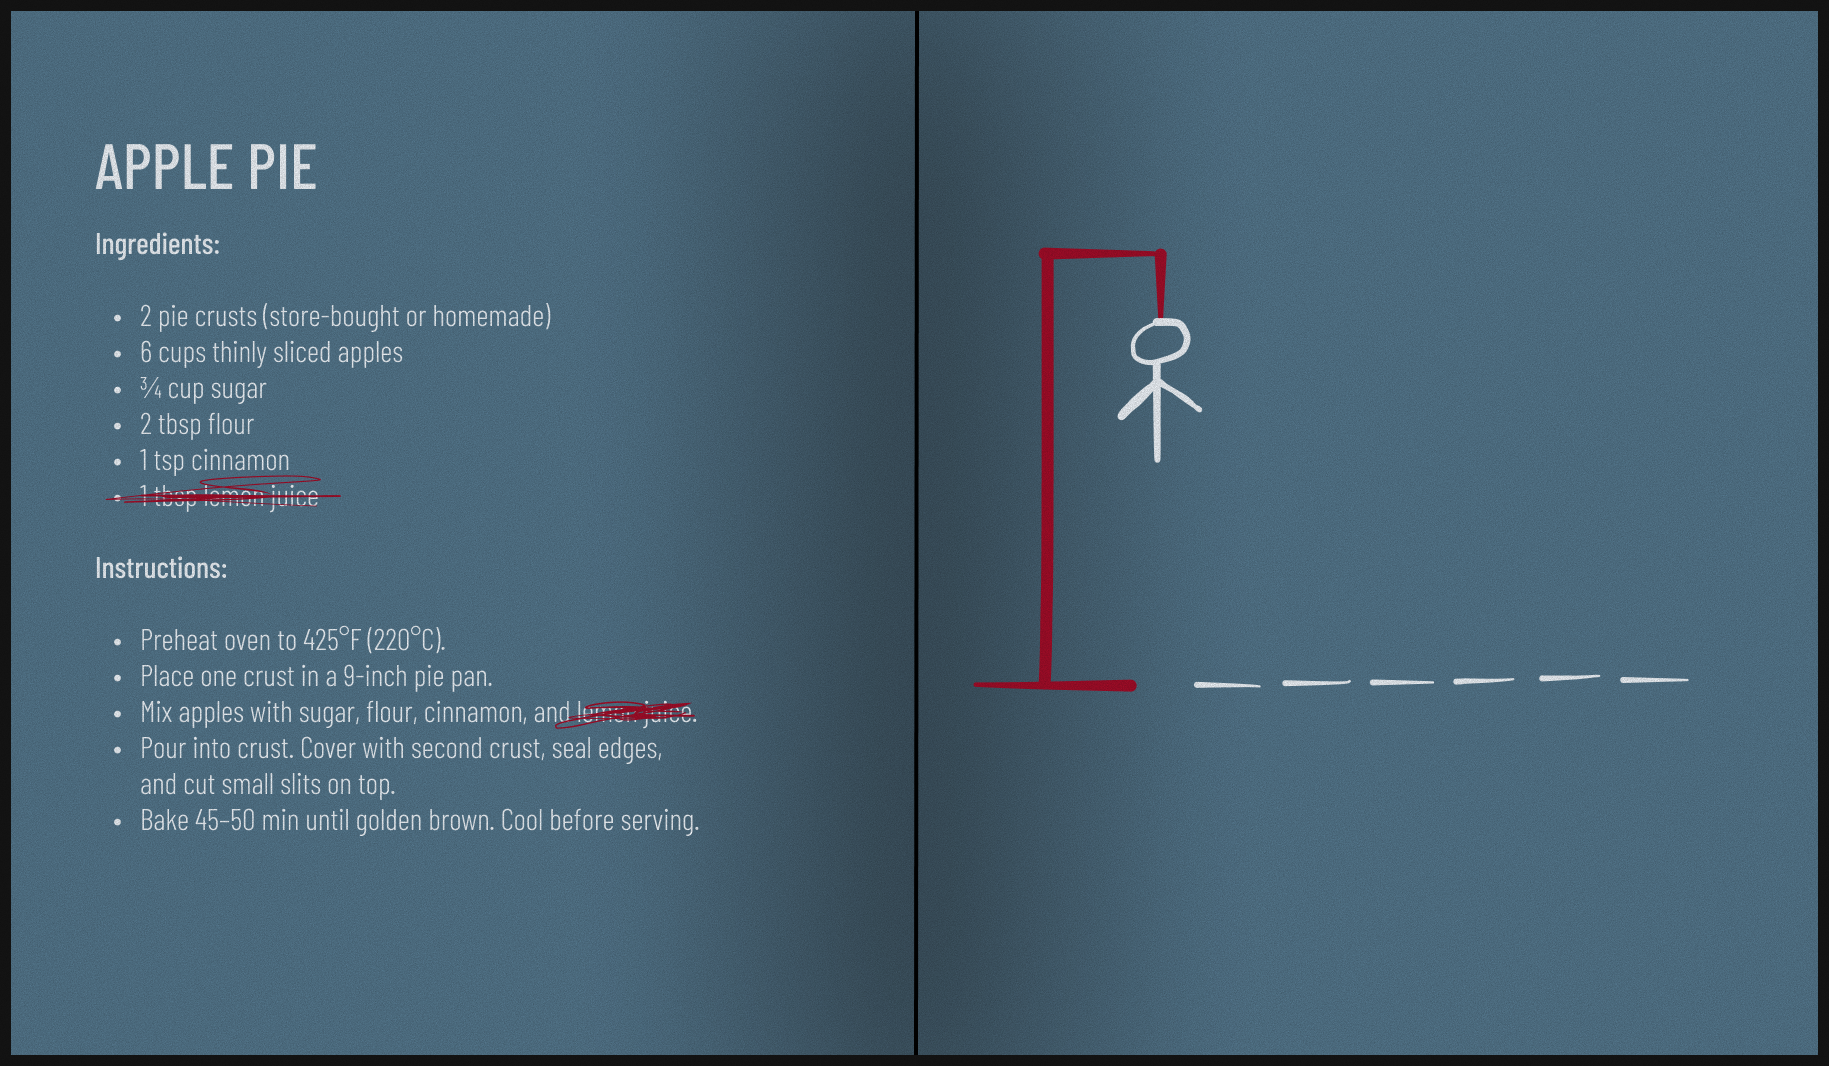 APPLE PIE
Ingredients:
• 2 pie crusts (store-bought or homemade)
• 6 cups thinly sliced apples
• ¾ cup sugar
• 2 tbsp flour
• 1 tsp cinnamon
• 1 tbsp lemon juice
Instructions:
• Preheat oven to 425°F (220°C).
• Place one crust in a 9-inch pie pan.
• Mix apples with sugar, flour, cinnamon, and lemon juice.
• Pour into crust. Cover with second crust, seal edges,
and cut small slits on top.
• Bake 45–50 min until golden brown. Cool before serving.